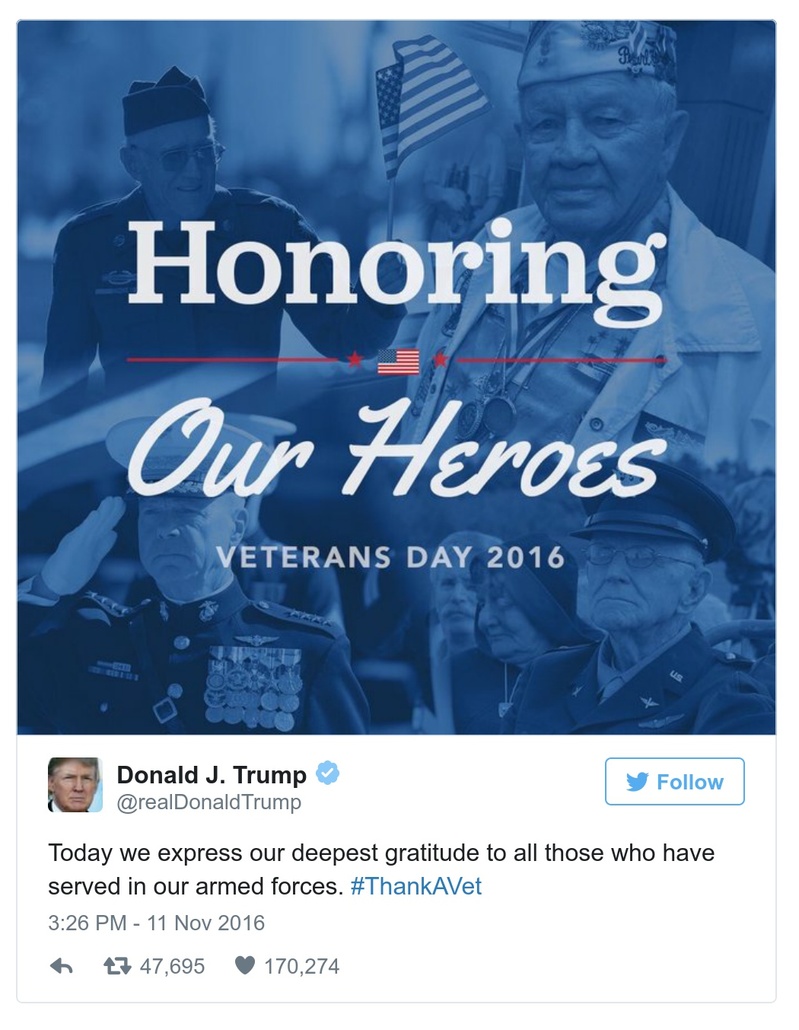 Pearl
Honoring
Our Heroes
VETERANS DAY 2016
Donald J. Trump
@realDonaldTrump
Follow
Today we express our deepest gratitude to all those who have
served in our armed forces. #ThankAVet
3:26 PM - 11 Nov 2016
47,695 170,274